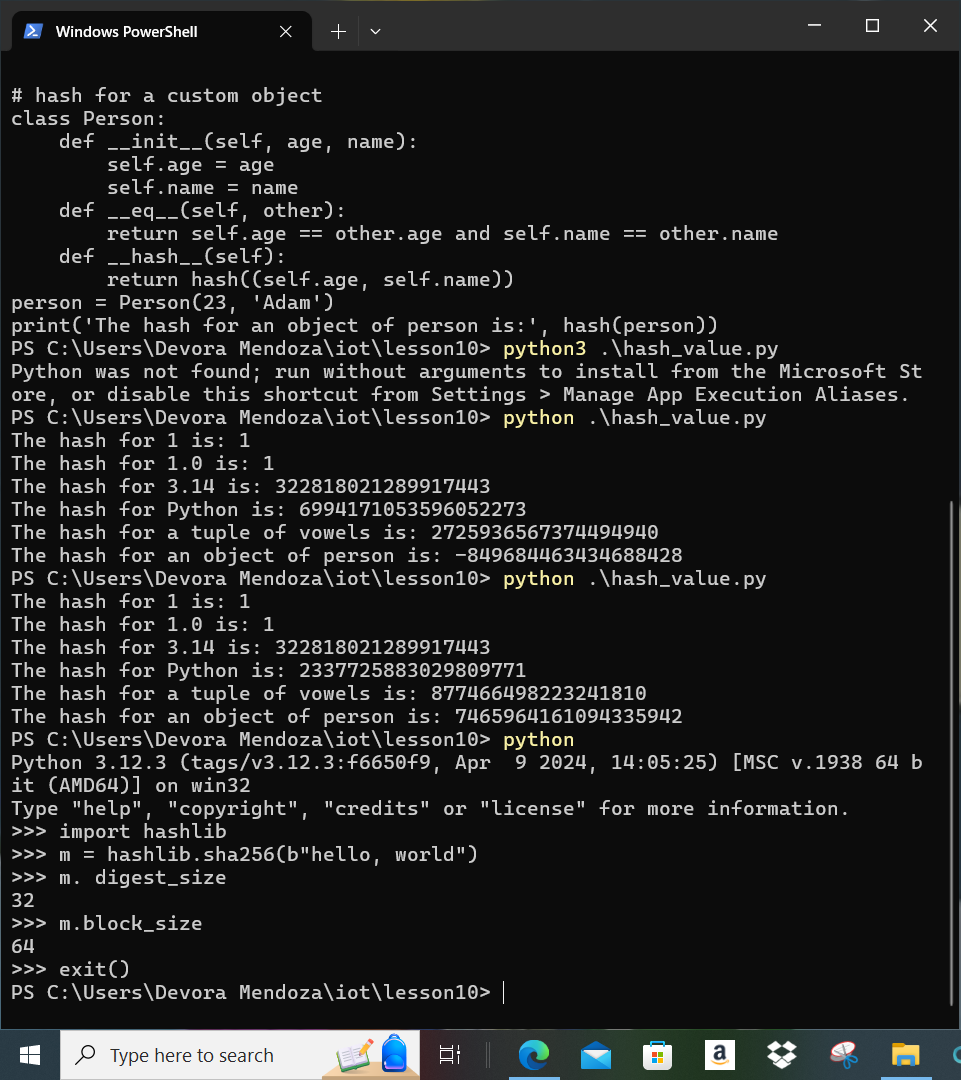 Windows PowerShell
# hash for a custom object
class Person:
    def __init__(self, age, name):
        self.age = age
        self.name = name
    def __eq__(self, other):
        return self.age == other.age and self.name == other.name
    def __hash__(self):
        return hash((self.age, self.name))
person = Person(23, 'Adam')
print('The hash for an object of person is:', hash(person))
PS C:\Users\Devora Mendoza\iot\lesson10> python3 .\hash_value.py
Python was not found; run without arguments to install from the Microsoft St
ore, or disable this shortcut from Settings > Manage App Execution Aliases.
PS C:\Users\Devora Mendoza\iot\lesson10> python .\hash_value.py
The hash for 1 is: 1
The hash for 1.0 is: 1
The hash for 3.14 is: 322818021289917443
The hash for Python is: 6994171053596052273
The hash for a tuple of vowels is: 2725936567374494940
The hash for an object of person is: -849684463434688428
PS C:\Users\Devora Mendoza\iot\lesson10> python .\hash_value.py
The hash for 1 is: 1
The hash for 1.0 is: 1
The hash for 3.14 is: 322818021289917443
The hash for Python is: 2337725883029809771
The hash for a tuple of vowels is: 877466498223241810
The hash for an object of person is: 7465964161094335942
PS C:\Users\Devora Mendoza\iot\lesson10> python
Python 3.12.3 (tags/v3.12.3:f6650f9, Apr  9 2024, 14:05:25) [MSC v.1938 64 b
it (AMD64)] on win32
Type "help", "copyright", "credits" or "license" for more information.
>>> import hashlib
>>> m = hashlib.sha256(b"hello, world")
>>> m. digest_size
32
>>> m.block_size
64
>>> exit()
PS C:\Users\Devora Mendoza\iot\lesson10>
Type here to search
a